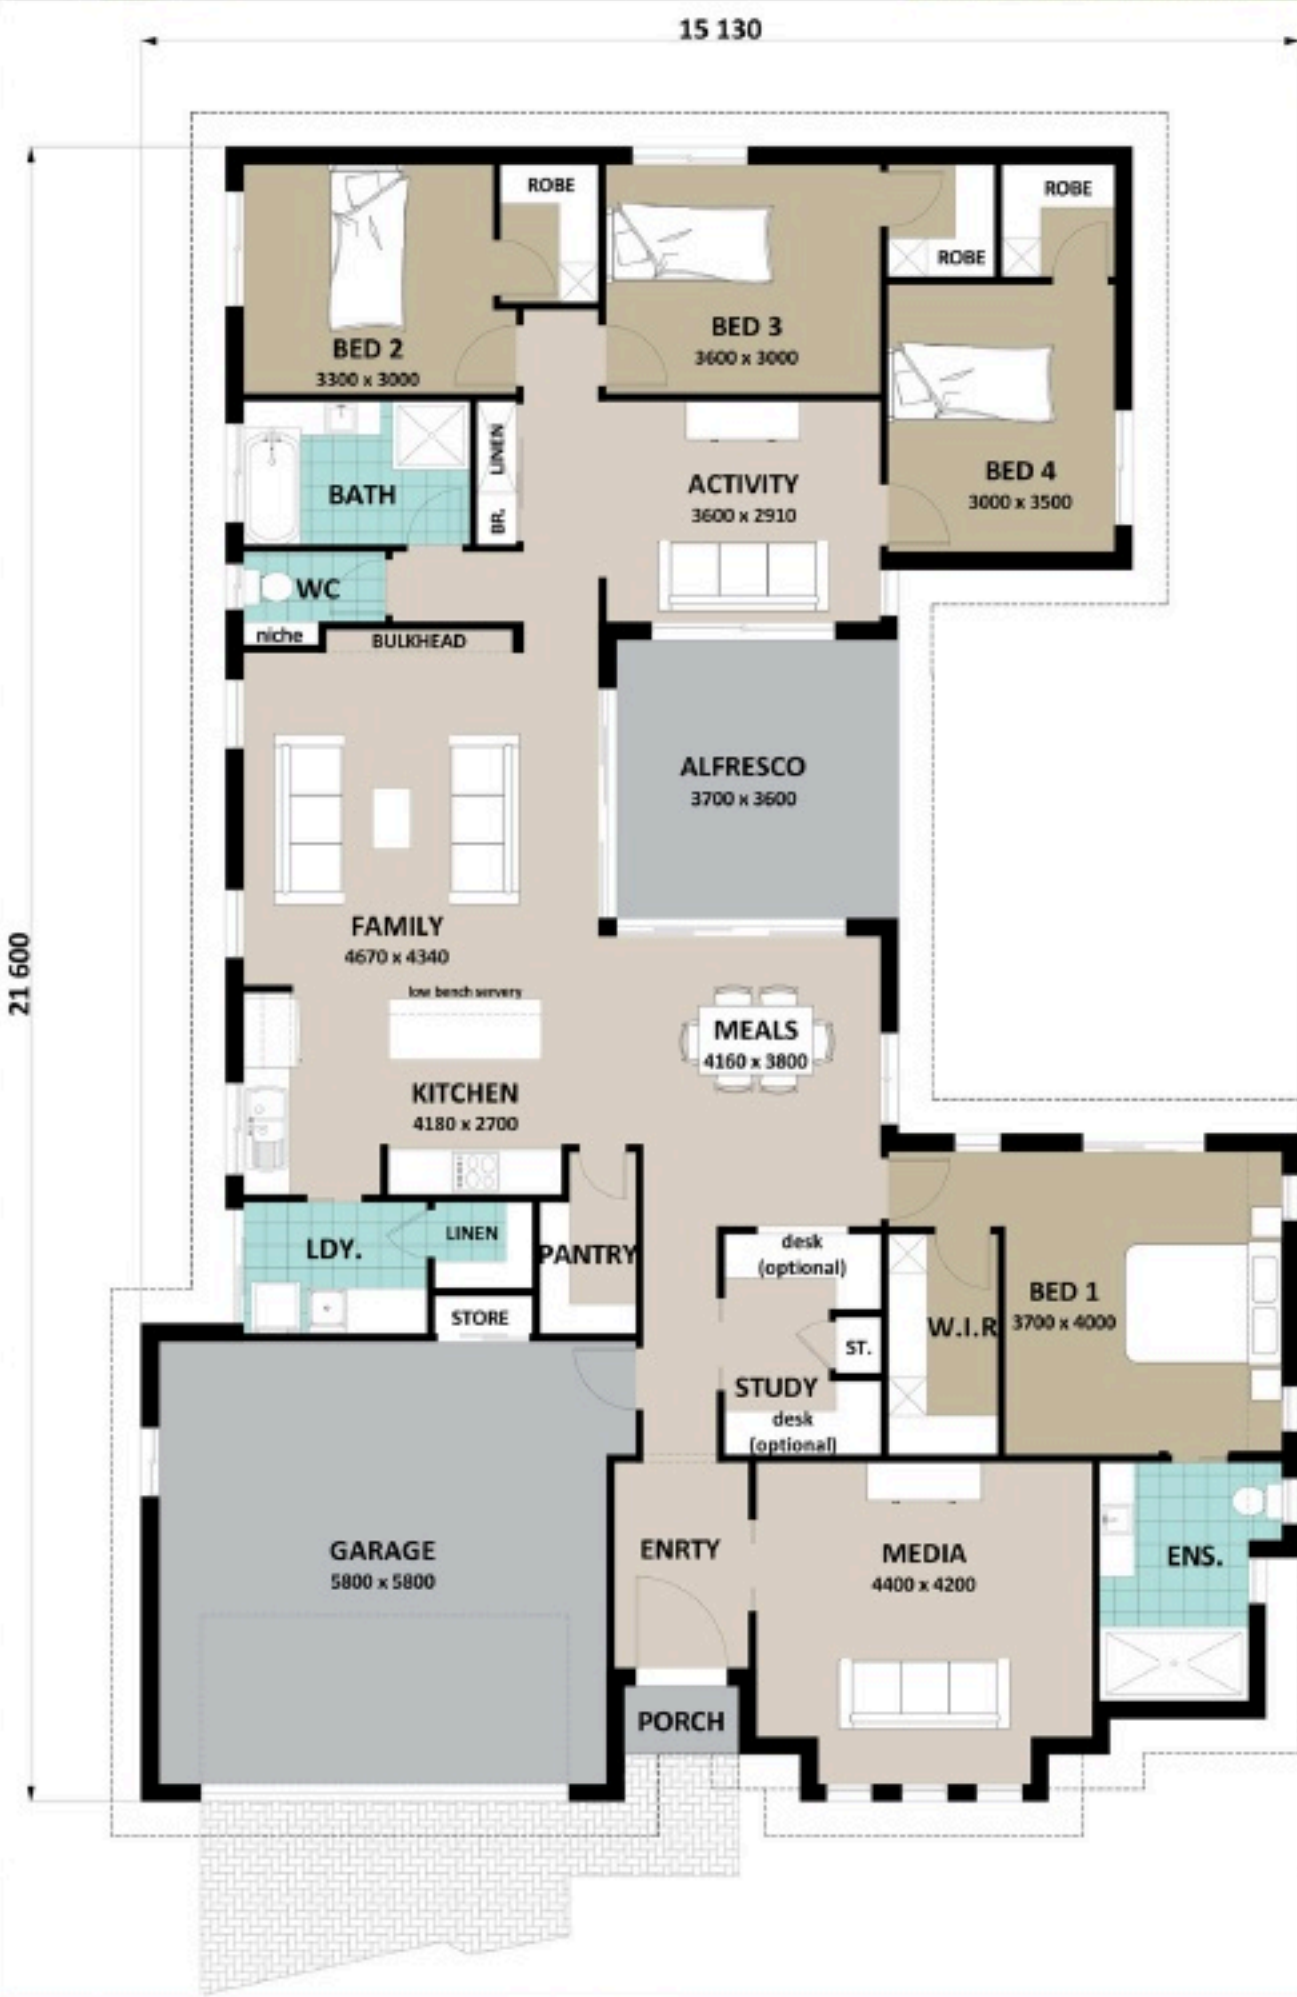 15 130
21 600
ROBE
ROBE
ROBE
BED 2
3300 x 3000
BED 3
3600 x 3000
BED 4
3000 x 3500
BATH
LINEN
BR.
ACTIVITY
3600 x 2910
WC
niche
BULKHEAD
ALFRESCO
3700 x 3600
FAMILY
4670 x 4340
low bench servery
KITCHEN
4180 x 2700
MEALS
4160 x 3800
LDY.
LINEN
PANTRY
STORE
desk
(optional)
ST.
STUDY
desk
(optional)
W.I.R
BED 1
3700 x 4000
GARAGE
5800 x 5800
ENRTY
MEDIA
4400 x 4200
ENS.
PORCH